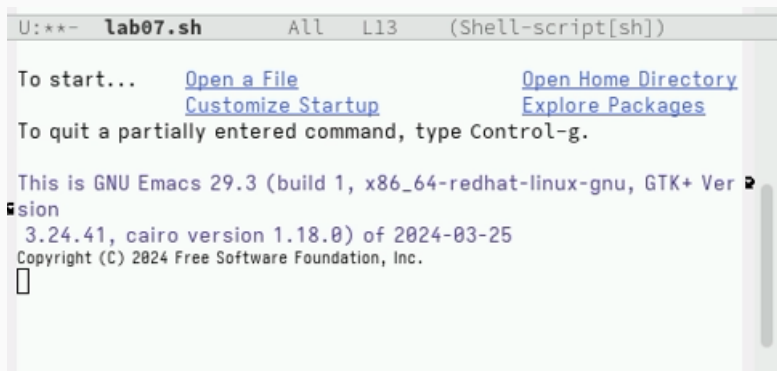 U:**-  lab07.sh       All   L13    (Shell-script[sh])
To start...    Open a File    Open Home Directory
Customize Startup    Explore Packages
To quit a partially entered command, type Control-g.
This is GNU Emacs 29.3 (build 1, x86_64-redhat-linux-gnu, GTK+ Ver
sion
3.24.41, cairo version 1.18.0) of 2024-03-25
Copyright (C) 2024 Free Software Foundation, Inc.